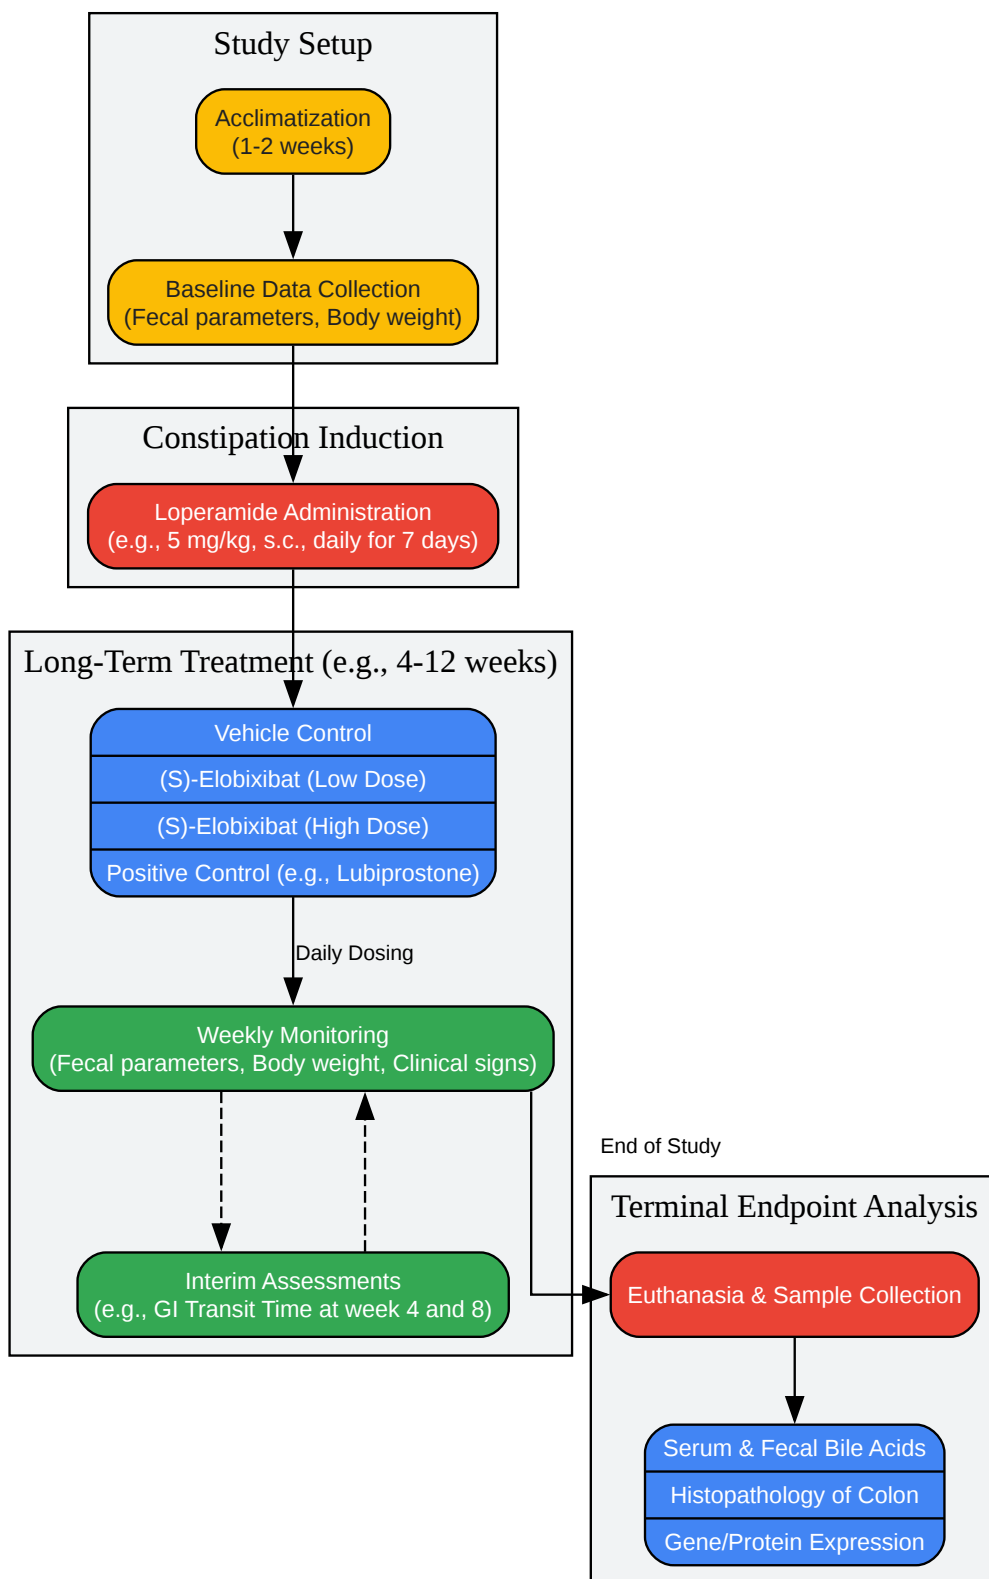 Study Setup
Acclimatization
(1-2 weeks)
Baseline Data Collection
(Fecal parameters, Body weight)
Constipation Induction
Loperamide Administration
(e.g., 5 mg/kg, s.c., daily for 7 days)
Long-Term Treatment (e.g., 4-12 weeks)
Vehicle Control
(S)-Elobixibat (Low Dose)
(S)-Elobixibat (High Dose)
Positive Control (e.g., Lubiprostone)
Daily Dosing
Weekly Monitoring
(Fecal parameters, Body weight, Clinical signs)
Interim Assessments
(e.g., GI Transit Time at week 4 and 8)
End of Study
Terminal Endpoint Analysis
Euthanasia & Sample Collection
Serum & Fecal Bile Acids
Histopathology of Colon
Gene/Protein Expression